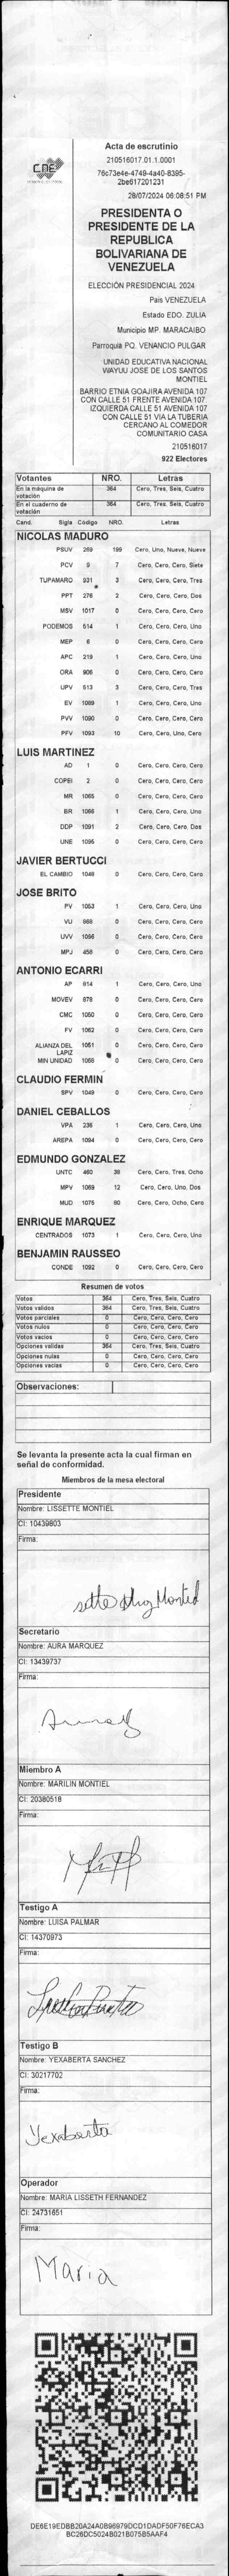 Acta de escrutinio
CNE
210516017.01.1.0001
76c73e4e-4749-4a40-8395-
2be617201231
28/07/2024 06:08:51 PM
PRESIDENTA O
PRESIDENTE DE LA
REPUBLICA
BOLIVARIANA DE
VENEZUELA
ELECCIÓN PRESIDENCIAL 2024
País VENEZUELA
Estado EDO. ZULIA
Municipio MP. MARACAIBO
Parroquia PQ. VENANCIO PULGAR
UNIDAD EDUCATIVA NACIONAL
WAYUU JOSE DE LOS SANTOS
MONTIEL
BARRIO ETNIA GOAJIRA AVENIDA 107
CON CALLE 51 FRENTE AVENIDA 107.
IZQUIERDA CALLE 51 AVENIDA 107
CON CALLE 51 VIA LA TUBERIA
CERCANO AL COMEDOR
COMUNITARIO CASA
210516017
922 Electores
Votantes NRO. Letras
En la máquina de votación 364 Cero, Tres, Seis, Cuatro
En el cuaderno de votación 364 Cero, Tres, Seis, Cuatro
Cand. Sigla Código NRO. Letras
NICOLAS MADURO
PSUV 269 199 Cero, Uno, Nueve, Nueve
PCV 9 7 Cero, Cero, Cero, Siete
TUPAMARO 931 3 Cero, Cero, Cero, Tres
PPT 276 2 Cero, Cero, Cero, Dos
MSV 1017 0 Cero, Cero, Cero, Cero
PODEMOS 514 1 Cero, Cero, Cero, Uno
MEP 6 0 Cero, Cero, Cero, Cero
APC 219 1 Cero, Cero, Cero, Uno
ORA 906 0 Cero, Cero, Cero, Cero
UPV 513 3 Cero, Cero, Cero, Tres
EV 1089 1 Cero, Cero, Cero, Uno
PVV 1090 0 Cero, Cero, Cero, Cero
PFV 1093 10 Cero, Cero, Uno, Cero
LUIS MARTINEZ
AD 1 0 Cero, Cero, Cero, Cero
COPEI 2 0 Cero, Cero, Cero, Cero
MR 1065 0 Cero, Cero, Cero, Cero
BR 1066 1 Cero, Cero, Cero, Uno
DDP 1091 2 Cero, Cero, Cero, Dos
UNE 1095 0 Cero, Cero, Cero, Cero
JAVIER BERTUCCI
EL CAMBIO 1048 0 Cero, Cero, Cero, Cero
JOSE BRITO
PV 1053 1 Cero, Cero, Cero, Uno
VU 968 0 Cero, Cero, Cero, Cero
UVV 1056 0 Cero, Cero, Cero, Cero
MPJ 458 0 Cero, Cero, Cero, Cero
ANTONIO ECARRI
AP 614 1 Cero, Cero, Cero, Uno
MOVEV 978 0 Cero, Cero, Cero, Cero
CMC 1050 0 Cero, Cero, Cero, Cero
FV 1062 0 Cero, Cero, Cero, Cero
ALIANZA DEL LAPIZ 1051 0 Cero, Cero, Cero, Cero
MIN UNIDAD 1056 0 Cero, Cero, Cero, Cero
CLAUDIO FERMIN
SPV 1049 0 Cero, Cero, Cero, Cero
DANIEL CEBALLOS
VPA 236 1 Cero, Cero, Cero, Uno
AREPA 1094 0 Cero, Cero, Cero, Cero
EDMUNDO GONZALEZ
UNTC 460 38 Cero, Cero, Tres, Ocho
MPV 1069 12 Cero, Cero, Uno, Dos
MUD 1075 80 Cero, Cero, Ocho, Cero
ENRIQUE MARQUEZ
CENTRADOS 1073 1 Cero, Cero, Cero, Uno
BENJAMIN RAUSSEO
CONDE 1092 0 Cero, Cero, Cero, Cero
Resumen de votos
Votos 364 Cero, Tres, Seis, Cuatro
Votos validos 364 Cero, Tres, Seis, Cuatro
Votos parciales 0 Cero, Cero, Cero, Cero
Votos nulos 0 Cero, Cero, Cero, Cero
Votos vacios 0 Cero, Cero, Cero, Cero
Opciones validas 364 Cero, Tres, Seis, Cuatro
Opciones nulas 0 Cero, Cero, Cero, Cero
Opciones vacias 0 Cero, Cero, Cero, Cero
Observaciones:
Se levanta la presente acta la cual firman en
señal de conformidad.
Miembros de la mesa electoral
Presidente
Nombre: LISSETTE MONTIEL
CI: 10439803
Firma:
Secretario
Nombre: AURA MARQUEZ
CI: 13439737
Firma:
Miembro A
Nombre: MARILIN MONTIEL
CI: 20380518
Firma:
Testigo A
Nombre: LUISA PALMAR
CI: 14370973
Firma:
Testigo B
Nombre: YEXABERTA SANCHEZ
CI: 30217702
Firma:
Yexaberta
Operador
Nombre: MARIA LISSETH FERNANDEZ
CI: 24731651
Firma:
Maria
DE6E19EDBB20A24A0B96979DCD1DADF50F76ECA3
BC26DC5024B021B075B5AAF4